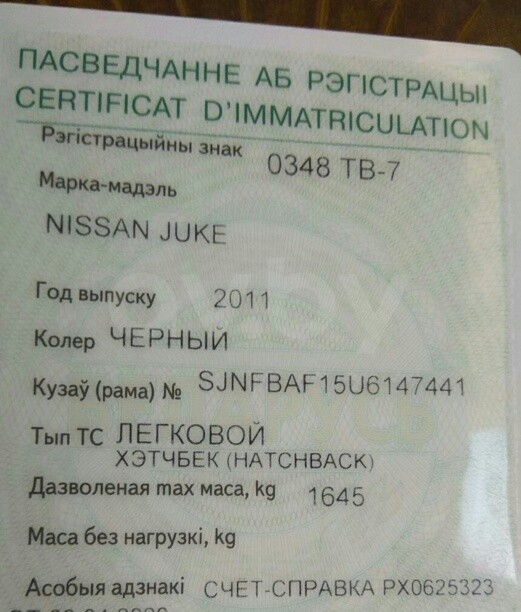 ПАСВЕДЧАННЕ АБ РЭГІСТРАЦЫІ
CERTIFICAT D'IMMATRICULATION
Рэгістрацыйны знак 0348 ТВ-7
Марка-мадэль
NISSAN JUKE
Год выпуску 2011
Колер ЧЕРНЫЙ
Кузаў (рама) № SJNFBAF15U6147441
Тып ТС ЛЕГКОВОЙ
ХЭТЧБЕК (HATCHBACK)
Дазволеная max маса, kg 1645
Маса без нагрузкі, kg
Асобыя адзнакі СЧЕТ-СПРАВКА РХ0625323